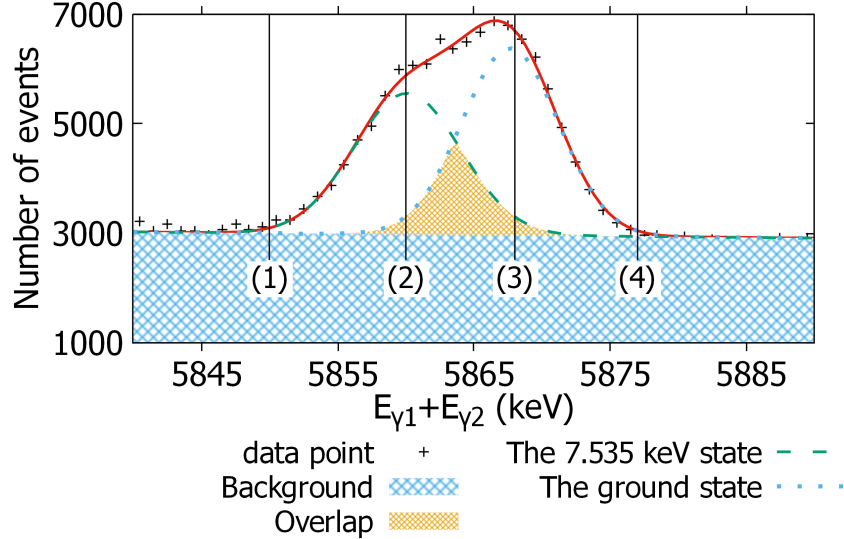 7000
5000
3000
1000
Number of events
(1) (2) (3) (4)
5845 5855 5865 5875 5885
Eγ1+Eγ2 (keV)
data point The 7.535 keV state
Background The ground state
Overlap